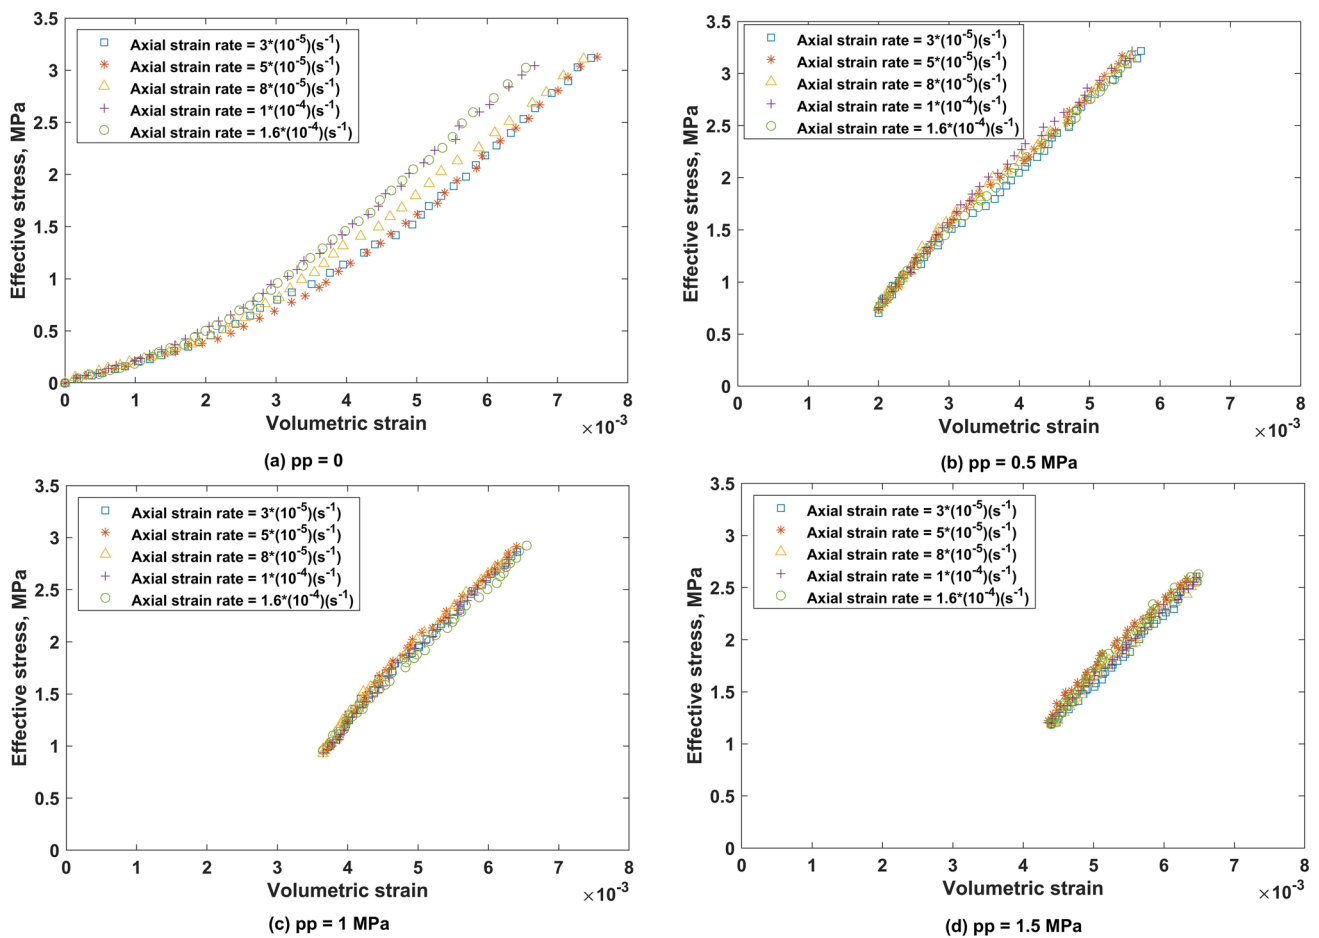 3.5
3
2.5
2
1.5
1
0.5
0
Effective stress, MPa
Axial strain rate = 3*(10^-5)(s^-1)
Axial strain rate = 5*(10^-5)(s^-1)
Axial strain rate = 8*(10^-5)(s^-1)
Axial strain rate = 1*(10^-4)(s^-1)
Axial strain rate = 1.6*(10^-4)(s^-1)
0 1 2 3 4 5 6 7 8
Volumetric strain
×10^-3
(a) pp = 0
3.5
3
2.5
2
1.5
1
0.5
0
Effective stress, MPa
Axial strain rate = 3*(10^-5)(s^-1)
Axial strain rate = 5*(10^-5)(s^-1)
Axial strain rate = 8*(10^-5)(s^-1)
Axial strain rate = 1*(10^-4)(s^-1)
Axial strain rate = 1.6*(10^-4)(s^-1)
0 1 2 3 4 5 6 7 8
Volumetric strain
×10^-3
(b) pp = 0.5 MPa
3.5
3
2.5
2
1.5
1
0.5
0
Effective stress, MPa
Axial strain rate = 3*(10^-5)(s^-1)
Axial strain rate = 5*(10^-5)(s^-1)
Axial strain rate = 8*(10^-5)(s^-1)
Axial strain rate = 1*(10^-4)(s^-1)
Axial strain rate = 1.6*(10^-4)(s^-1)
0 1 2 3 4 5 6 7 8
Volumetric strain
×10^-3
(c) pp = 1 MPa
3.5
3
2.5
2
1.5
1
0.5
0
Effective stress, MPa
Axial strain rate = 3*(10^-5)(s^-1)
Axial strain rate = 5*(10^-5)(s^-1)
Axial strain rate = 8*(10^-5)(s^-1)
Axial strain rate = 1*(10^-4)(s^-1)
Axial strain rate = 1.6*(10^-4)(s^-1)
0 1 2 3 4 5 6 7 8
Volumetric strain
×10^-3
(d) pp = 1.5 MPa